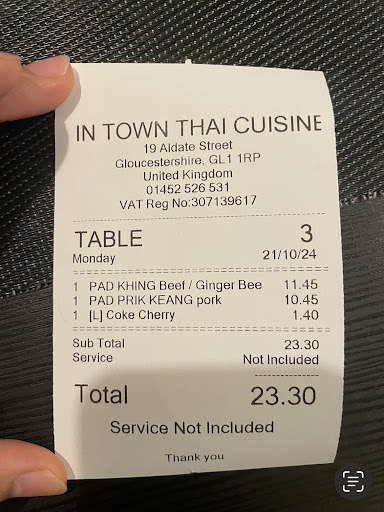 IN TOWN THAI CUISINE
19 Aldate Street
Gloucestershire, GL1 1RP
United Kingdom
01452 526 531
VAT Reg No:307139617
TABLE 3
Monday 21/10/24
1 PAD KHING Beef / Ginger Bee 11.45
1 PAD PRIK KEANG pork 10.45
1 [L] Coke Cherry 1.40
Sub Total 23.30
Service Not Included
Total 23.30
Service Not Included
Thank you